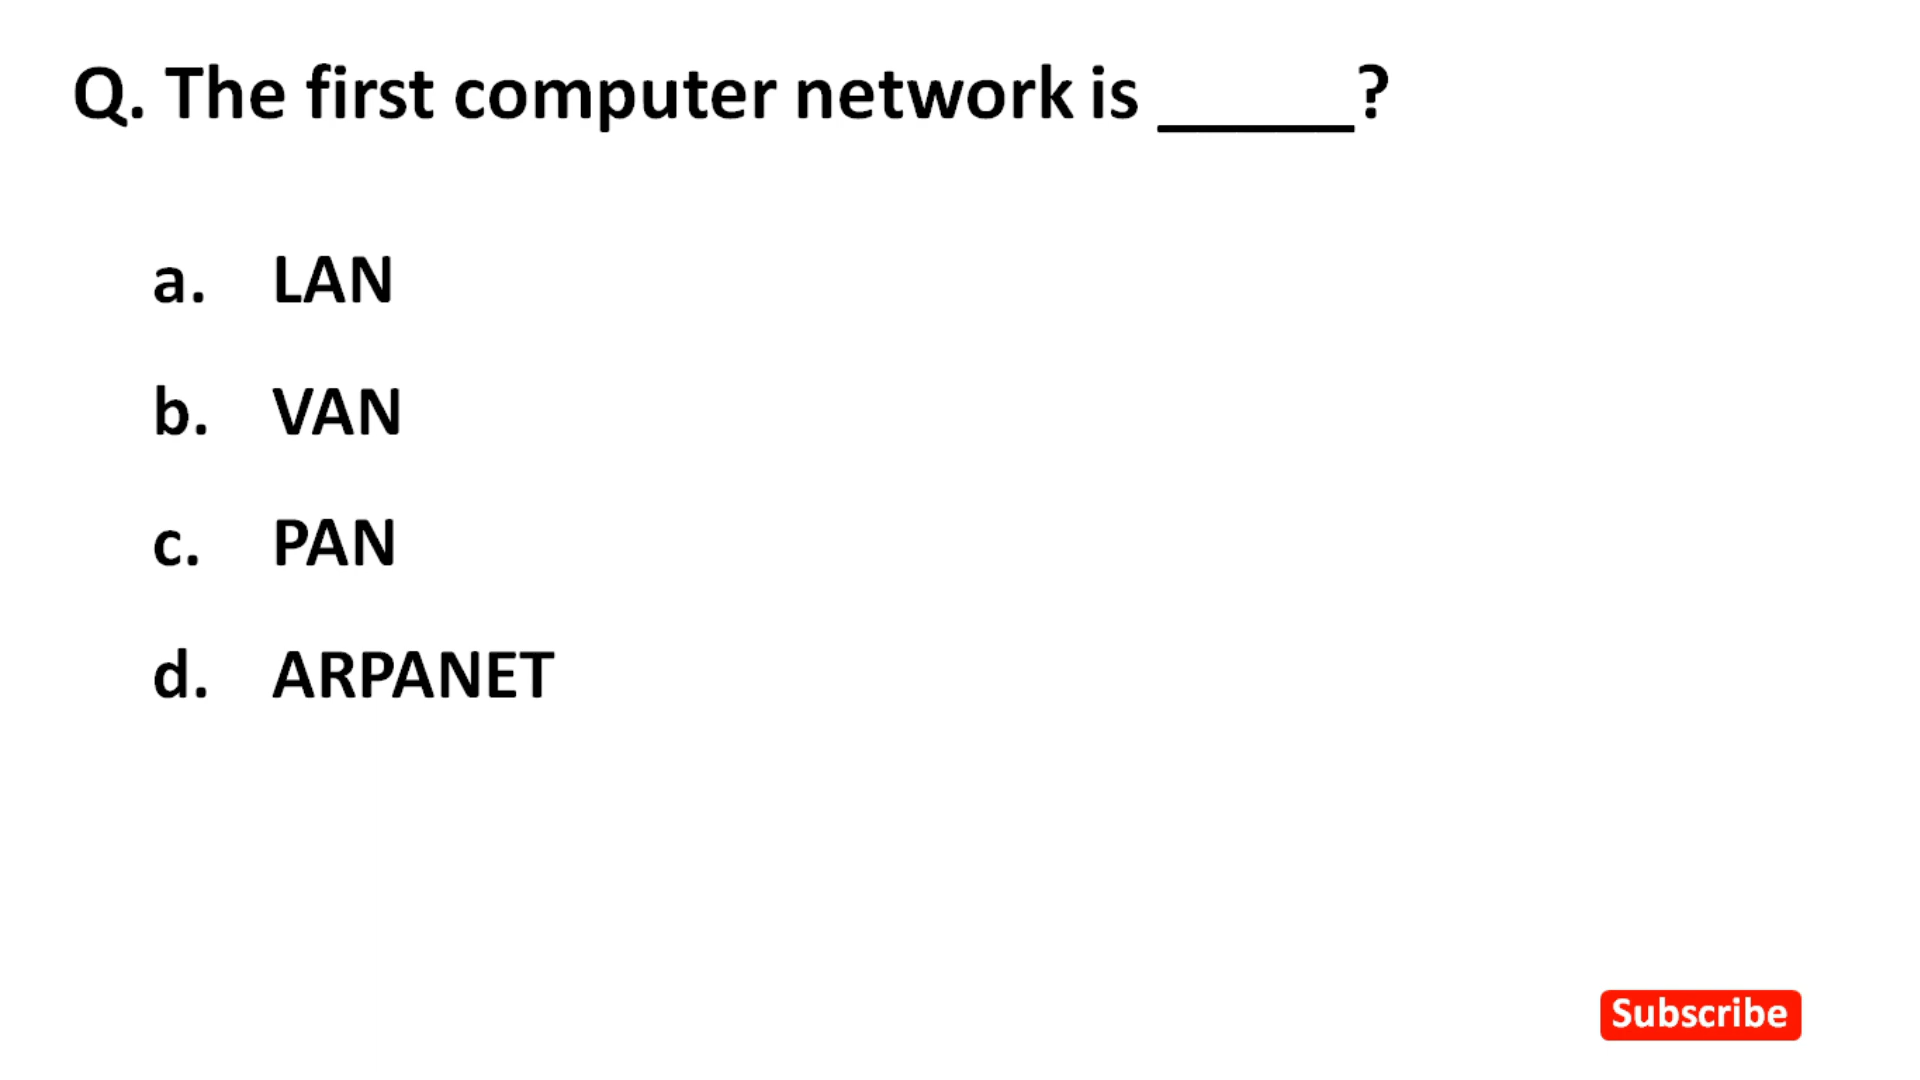 Q. The first computer network is _____?
a. LAN
b. VAN
c. PAN
d. ARPANET
Subscribe